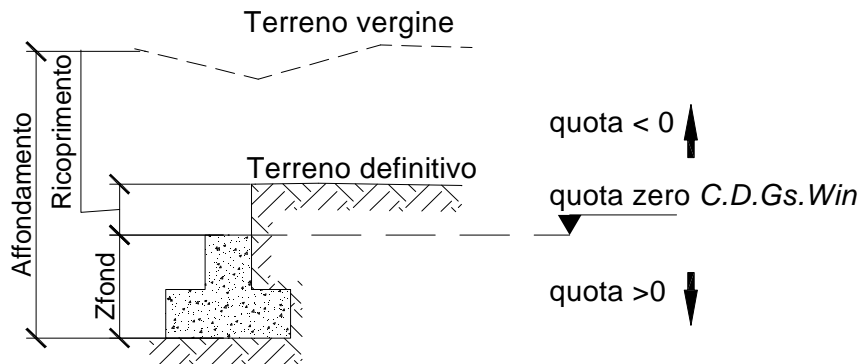 Terreno vergine
Affondamento
Ricoprimento
quota < 0
Terreno definitivo
quota zero C.D.Gs.Win
Zfond
quota >0